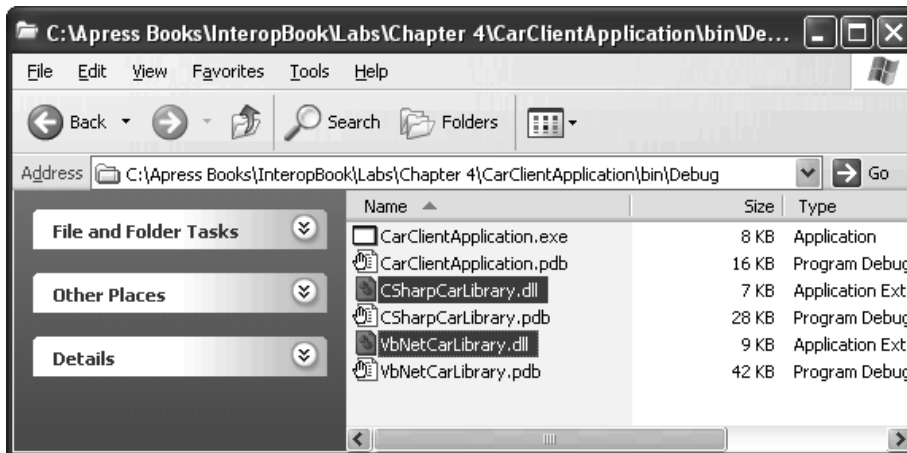 C:\Apress Books\InteropBook\Labs\Chapter 4\CarClientApplication\bin\De...
File Edit View Favorites Tools Help
Back Search Folders
Address C:\Apress Books\InteropBook\Labs\Chapter 4\CarClientApplication\bin\Debug Go
File and Folder Tasks
Other Places
Details
Name Size Type
CarClientApplication.exe 8 KB Application
CarClientApplication.pdb 16 KB Program Debug
CSharpCarLibrary.dll 7 KB Application Ext
CSharpCarLibrary.pdb 28 KB Program Debug
VbNetCarLibrary.dll 9 KB Application Ext
VbNetCarLibrary.pdb 42 KB Program Debug